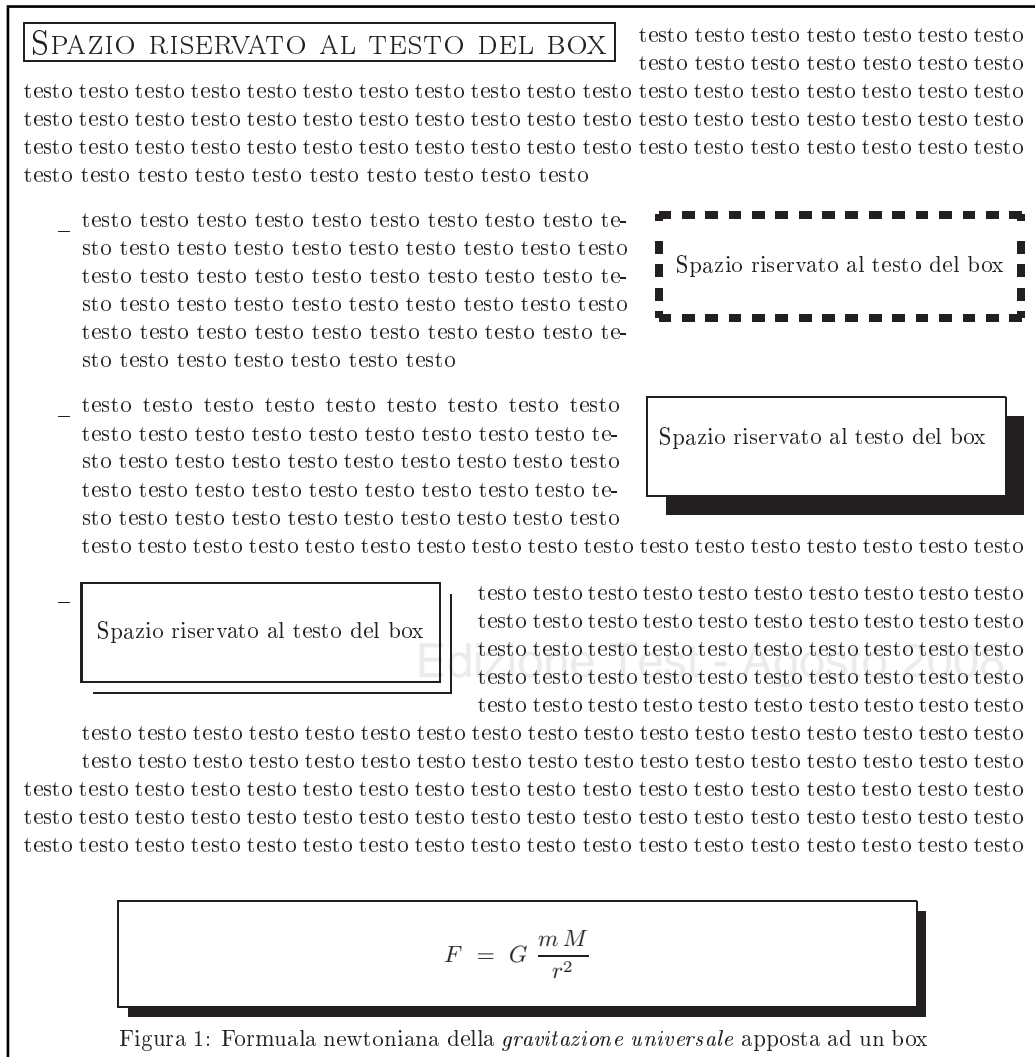 Spazio riservato al testo del box testo testo testo testo testo testo testo
testo testo testo testo testo testo testo
testo testo testo testo testo testo testo testo testo testo testo testo testo testo testo testo testo testo
testo testo testo testo testo testo testo testo testo testo testo testo testo testo testo testo testo testo
testo testo testo testo testo testo testo testo testo testo testo testo testo testo testo testo testo testo
testo testo testo testo testo testo testo testo testo testo
– testo testo testo testo testo testo testo testo testo te-
sto testo testo testo testo testo testo testo testo testo
testo testo testo testo testo testo testo testo testo te-
sto testo testo testo testo testo testo testo testo testo
testo testo testo testo testo testo testo testo testo te-
sto testo testo testo testo testo testo
Spazio riservato al testo del box
– testo testo testo testo testo testo testo testo testo
testo testo testo testo testo testo testo testo testo te-
sto testo testo testo testo testo testo testo testo testo
testo testo testo testo testo testo testo testo testo te-
sto testo testo testo testo testo testo testo testo testo
Spazio riservato al testo del box
testo testo testo testo testo testo testo testo testo testo testo testo testo testo testo testo testo
– Spazio riservato al testo del box
testo testo testo testo testo testo testo testo testo testo
testo testo testo testo testo testo testo testo testo testo
testo testo testo testo testo testo testo testo testo testo
Edizione Test - Agosto 2008
testo testo testo testo testo testo testo testo testo testo
testo testo testo testo testo testo testo testo testo testo
testo testo testo testo testo testo testo testo testo testo testo testo testo testo testo testo testo
testo testo testo testo testo testo testo testo testo testo testo testo testo testo testo testo testo
testo testo testo testo testo testo testo testo testo testo testo testo testo testo testo testo testo testo
testo testo testo testo testo testo testo testo testo testo testo testo testo testo testo testo testo testo
testo testo testo testo testo testo testo testo testo testo testo testo testo testo testo testo testo testo
F = G m M / r²
Figura 1: Formuala newtoniana della gravitazione universale apposta ad un box